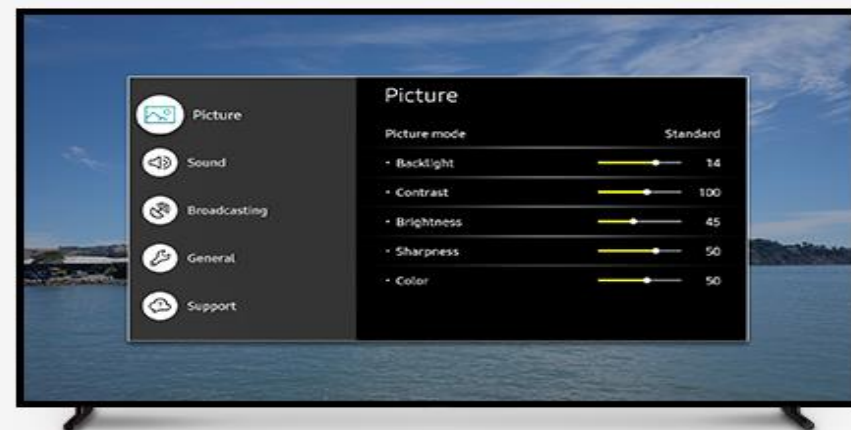 Picture
Sound
Broadcasting
General
Support
Picture
Picture mode Standard
· Backlight 14
· Contrast 100
· Brightness 45
· Sharpness 50
· Color 50